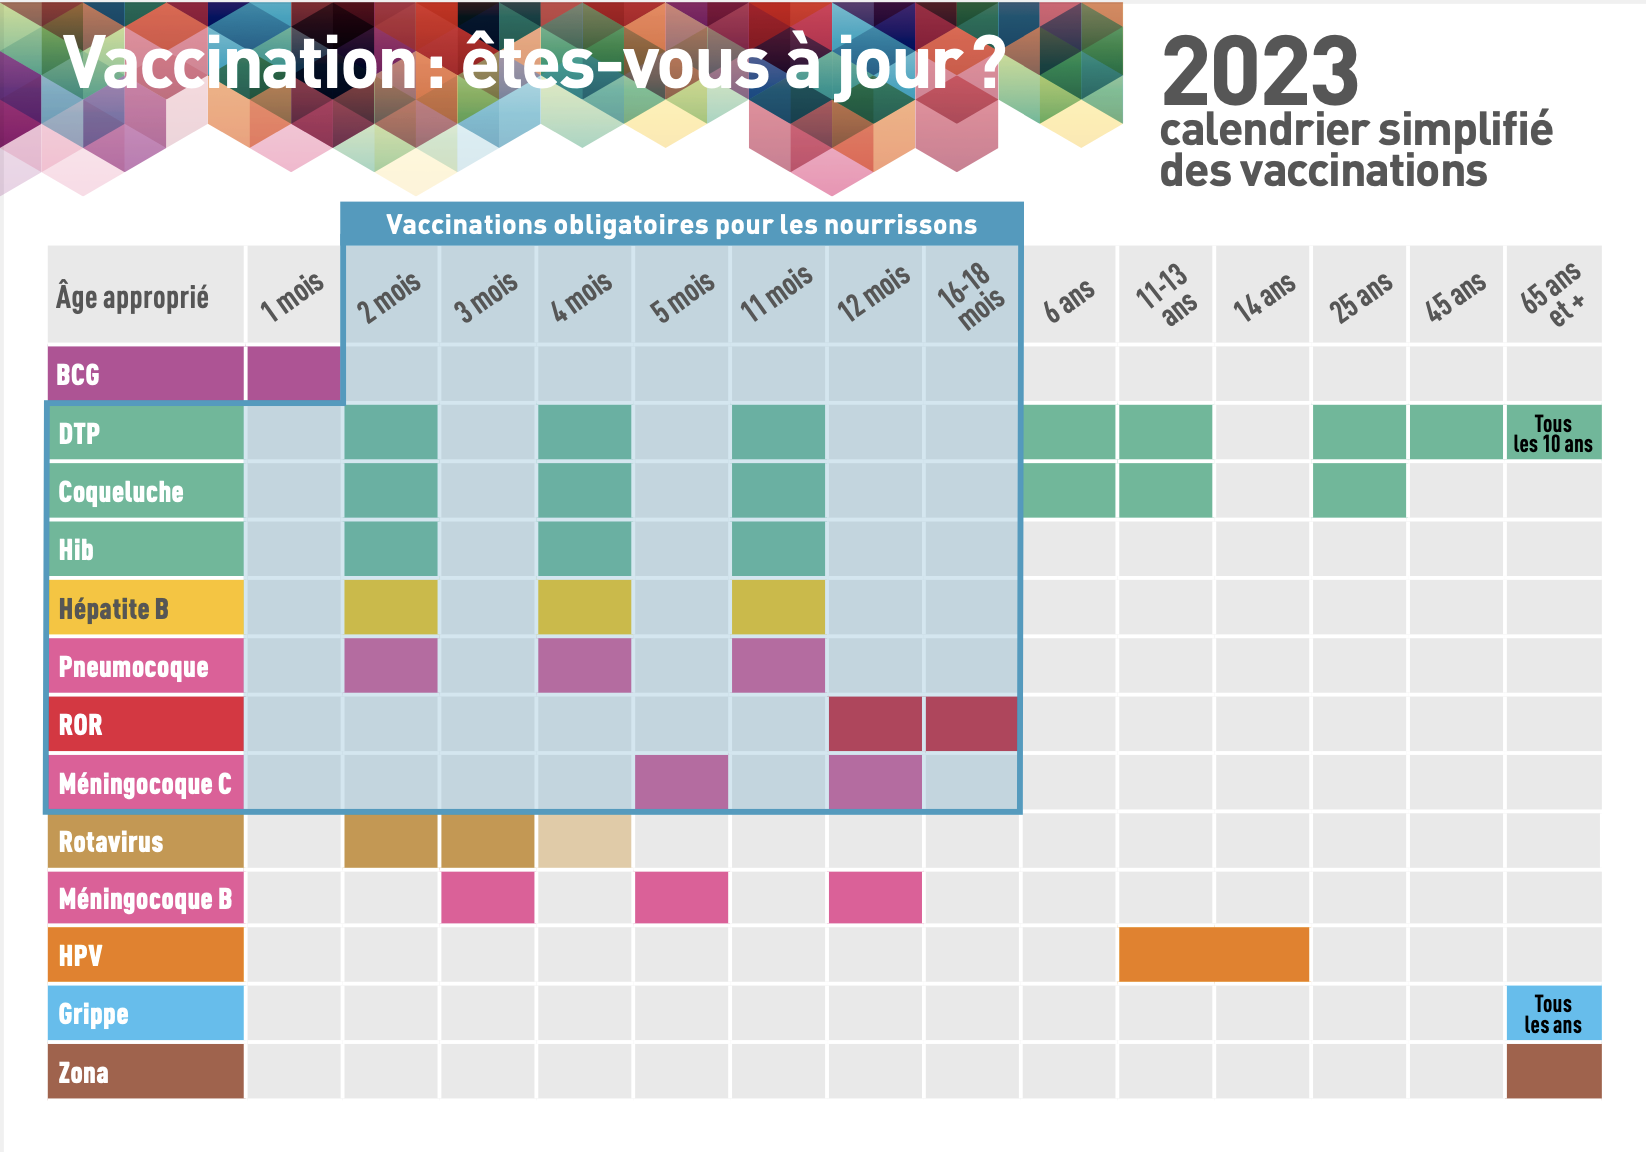 Vaccination : êtes-vous à jour ?
2023
calendrier simplifié
des vaccinations
Vaccinations obligatoires pour les nourrissons
Âge approprié
1 mois
2 mois
3 mois
4 mois
5 mois
11 mois
12 mois
16-18
mois
6 ans
11-13
ans
14 ans
25 ans
45 ans
65 ans
et +
BCG
DTP
Tous
les 10 ans
Coqueluche
Hib
Hépatite B
Pneumocoque
ROR
Méningocoque C
Rotavirus
Méningocoque B
HPV
Grippe
Tous
les ans
Zona